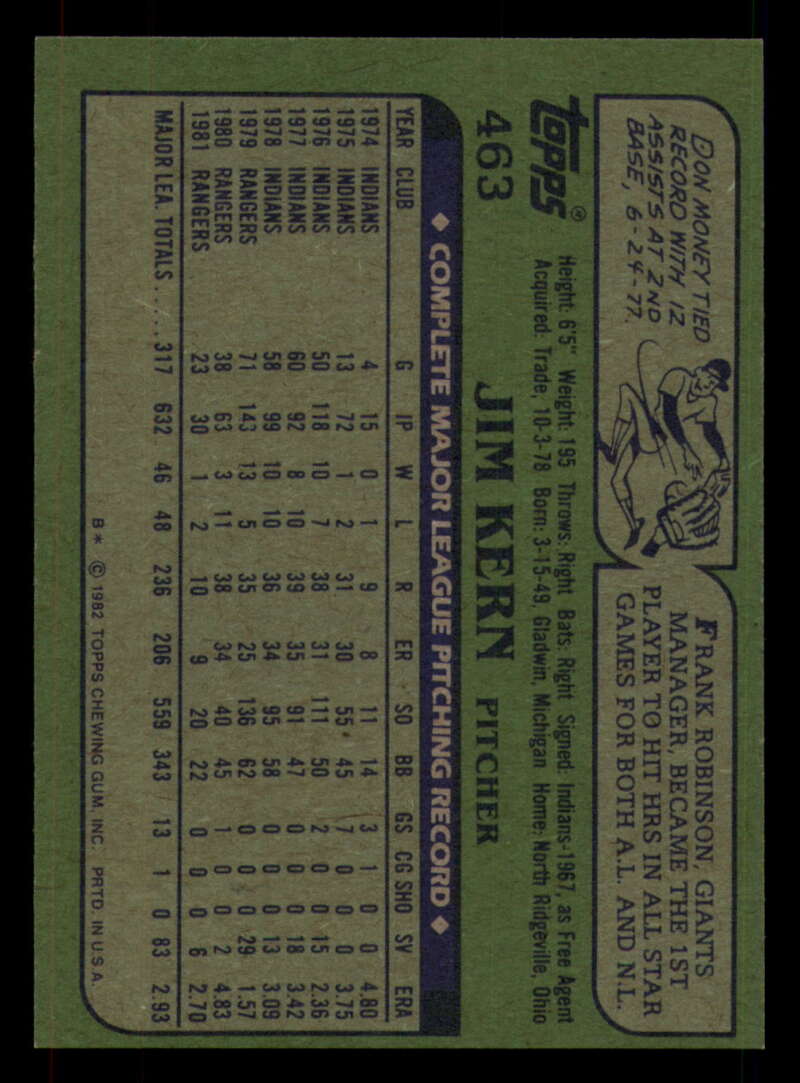 DON MONEY TIED
RECORD WITH 12
ASSISTS AT 2ND
BASE, 6-24-77.
FRANK ROBINSON, GIANTS
MANAGER, BECAME THE 1ST
PLAYER TO HIT HRS IN ALL STAR
GAMES FOR BOTH A.L. AND N.L.
topps®
Height: 6'5" Weight: 195 Throws: Right Bats: Right Signed: Indians-1967, as Free Agent
Acquired: Trade, 10-3-78 Born: 3-15-49, Gladwin, Michigan Home: North Ridgeville, Ohio
463 JIM KERN PITCHER
◆ COMPLETE MAJOR LEAGUE PITCHING RECORD ◆
YEAR CLUB G IP W L R ER SO BB GS CG SHO SV ERA
1974 INDIANS 4 15 0 1 9 8 11 14 3 1 0 0 4.80
1975 INDIANS 13 72 1 2 31 30 55 45 7 0 0 0 3.75
1976 INDIANS 50 118 10 7 38 31 111 50 2 0 0 15 2.36
1977 INDIANS 60 92 8 10 39 35 91 47 0 0 0 18 3.42
1978 INDIANS 58 99 10 10 36 34 95 58 0 0 0 13 3.09
1979 RANGERS 71 143 13 5 35 25 136 62 0 0 0 29 1.57
1980 RANGERS 38 63 3 11 38 34 40 45 1 0 0 2 4.83
1981 RANGERS 23 30 1 2 10 9 20 22 0 0 0 6 2.70
MAJOR LEA. TOTALS..... 317 632 46 48 236 206 559 343 13 1 0 83 2.93
B* © 1982 TOPPS CHEWING GUM, INC. PRTD. IN U.S.A.